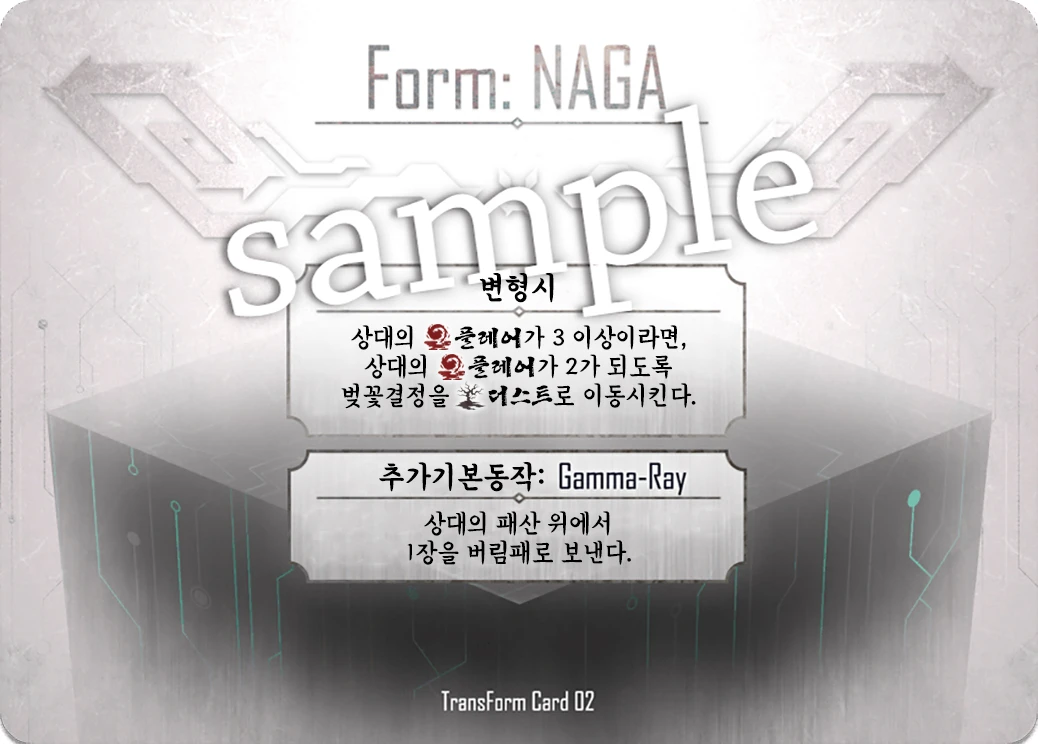 Form: NAGA
sample
변형시
상대의 플레어가 3 이상이라면,
상대의 플레어가 2가 되도록
벚꽃결정을 더스트로 이동시킨다.
추가기본동작: Gamma-Ray
상대의 패산 위에서
1장을 버림패로 보낸다.
TransForm Card 02